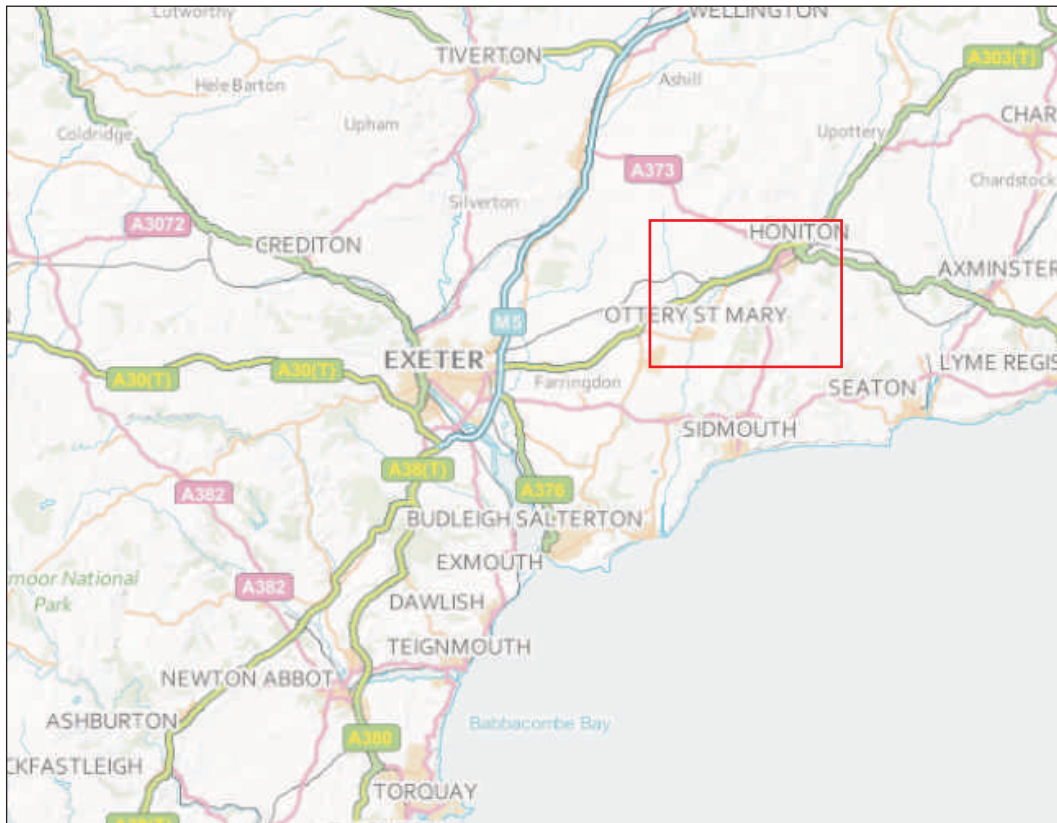 Lutworthy
WELLINGTON
TIVERTON
A303(T)
Hele Barton
Ashill
CHAR
Coldridge
Upham
Upottery
A373
Chardstock
Silverton
A3072
HONITON
CREDITON
AXMINSTER
OTTERY ST MARY
M5
EXETER
LYME REGIS
A30(T)
A30(T)
Farringdon
SEATON
SIDMOUTH
A38(T)
A382
A376
BUDLEIGH SALTERTON
EXMOUTH
moor National
Park
A382
DAWLISH
TEIGNMOUTH
NEWTON ABBOT
ASHBURTON
Babbacombe Bay
A380
CKFASTLEIGH
TORQUAY